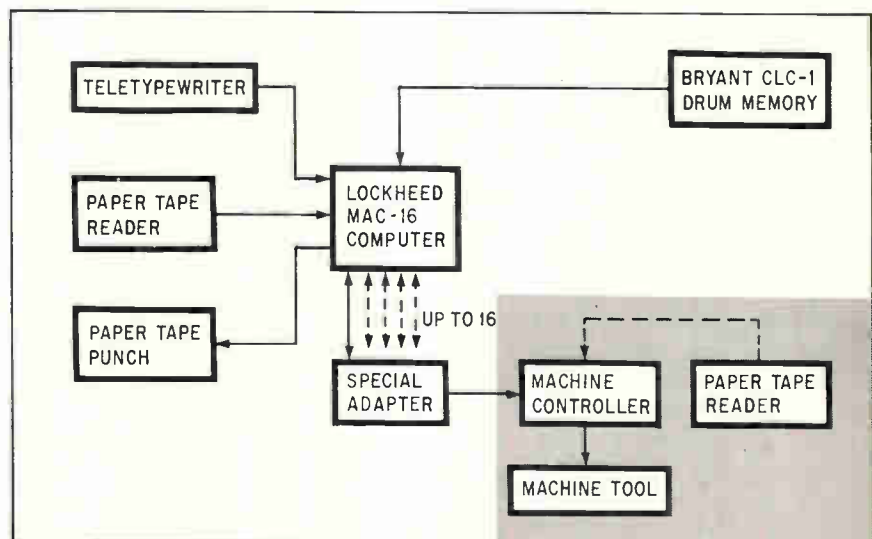 TELETYPEWRITER
BRYANT CLC-1
DRUM MEMORY
PAPER TAPE
READER
LOCKHEED
MAC-16
COMPUTER
PAPER TAPE
PUNCH
UP TO 16
SPECIAL
ADAPTER
MACHINE
CONTROLLER
PAPER TAPE
READER
MACHINE TOOL